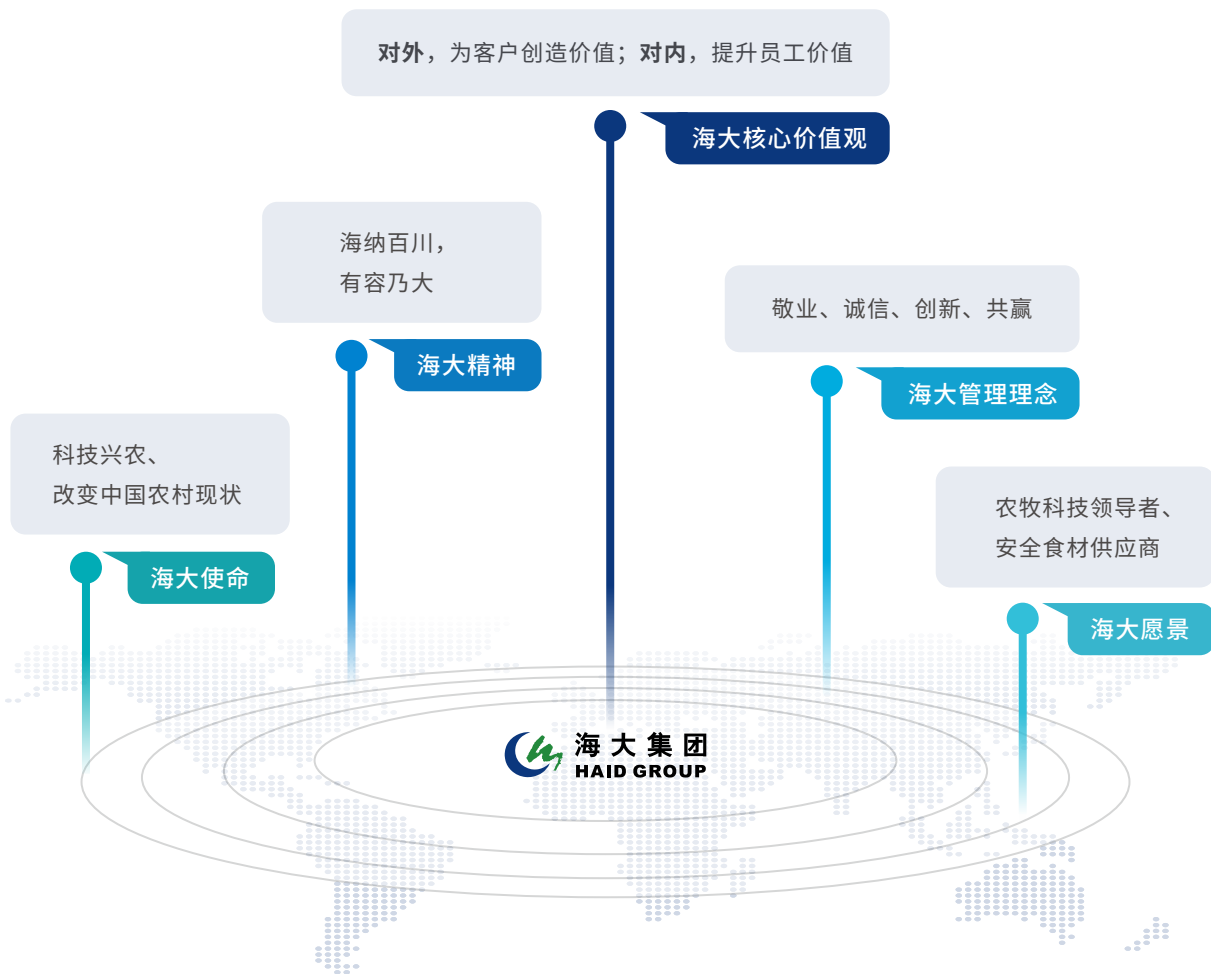 对外，为客户创造价值；对内，提升员工价值
海大核心价值观
海纳百川，
有容乃大
海大精神
敬业、诚信、创新、共赢
海大管理理念
科技兴农、
改变中国农村现状
海大使命
农牧科技领导者、
安全食材供应商
海大愿景
海大集团
HAID GROUP